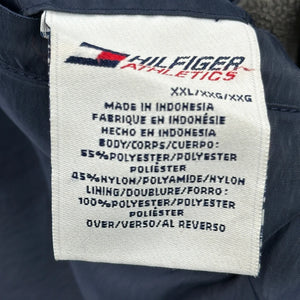 HILFIGER
ATHLETICS
XXL/XXG/XXG
MADE IN INDONESIA
FABRIQUE EN INDONÉSIE
HECHO EN INDONESIA
BODY/CORPS/CUERPO:
55%POLYESTER/POLYESTER
POLIÉSTER
45%NYLON/POLYAMIDE/NYLON
LINING/DOUBLURE/FORRO:
100%POLYESTER/POLYESTER
POLIÉSTER
OVER/VERSO/AL REVERSO